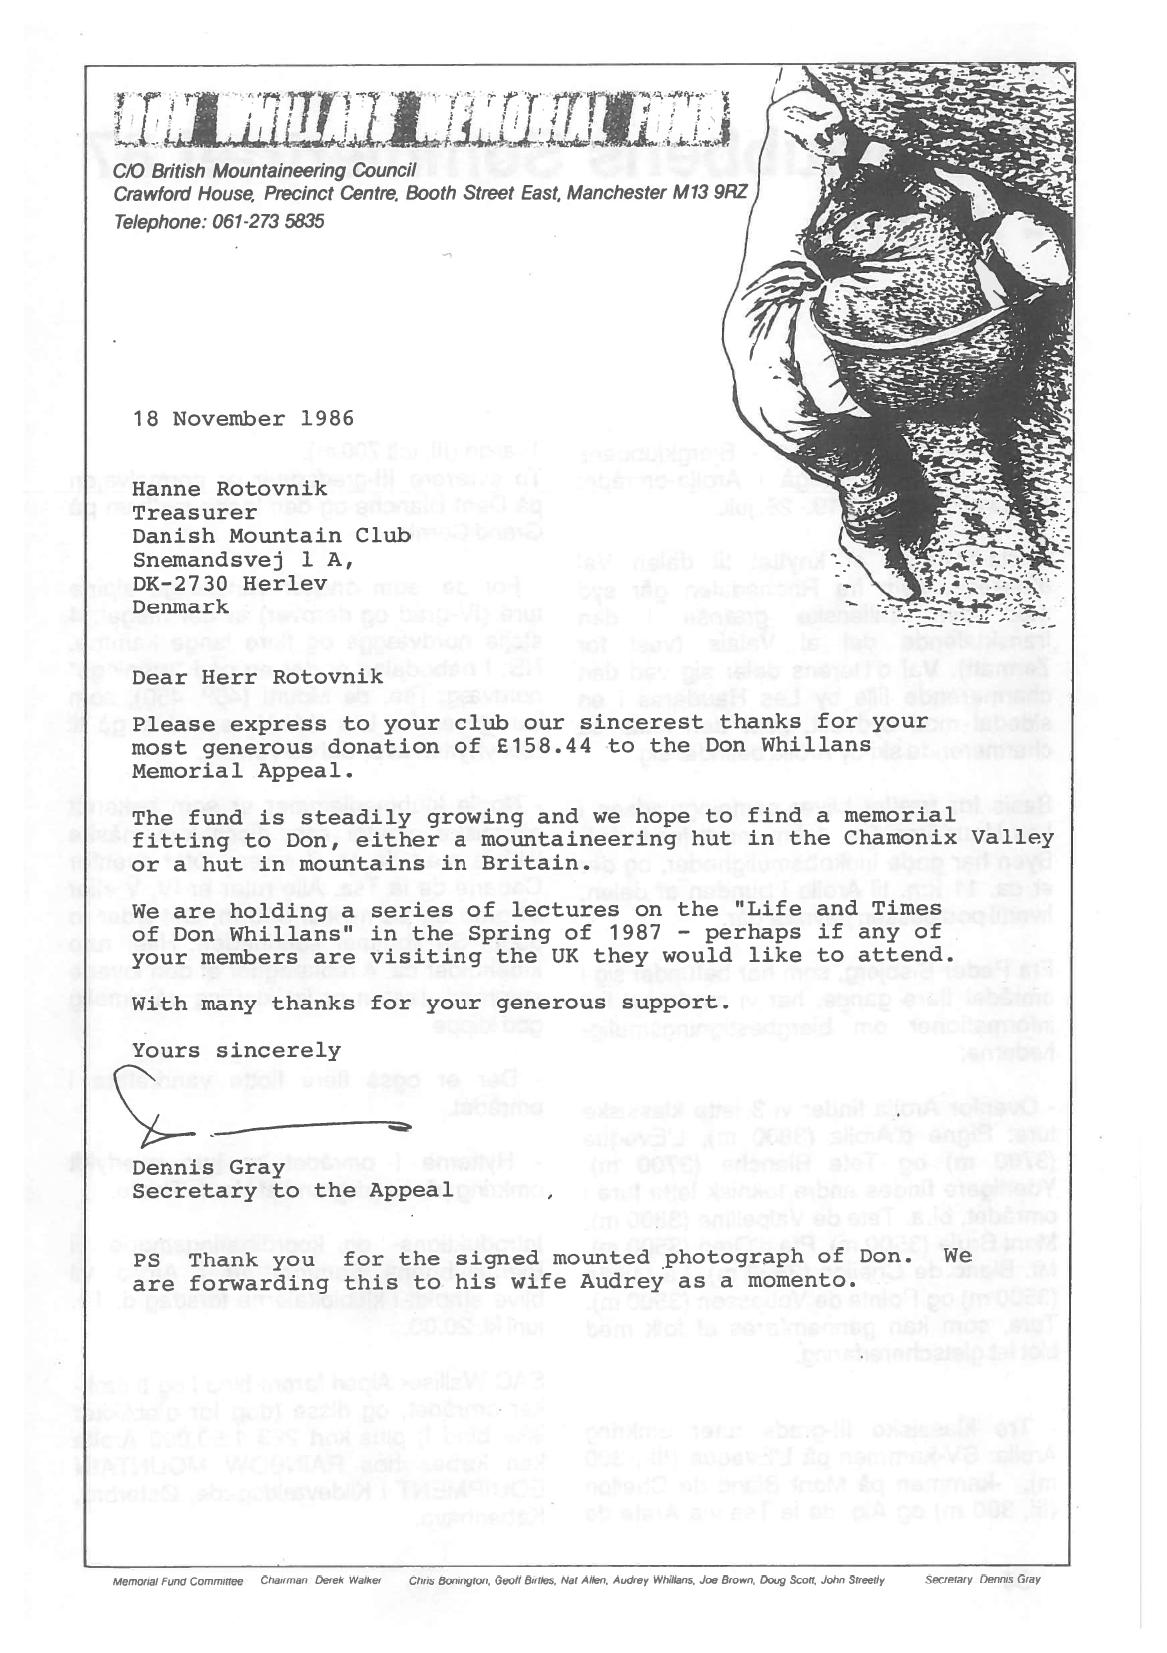 DON WHILLANS MEMORIAL FUND
C/O British Mountaineering Council
Crawford House, Precinct Centre, Booth Street East, Manchester M13 9RZ
Telephone: 061-273 5835
18 November 1986
Hanne Rotovnik
Treasurer
Danish Mountain Club
Snemandsvej 1 A,
DK-2730 Herlev
Denmark
Dear Herr Rotovnik
Please express to your club our sincerest thanks for your
most generous donation of £158.44 to the Don Whillans
Memorial Appeal.
The fund is steadily growing and we hope to find a memorial
fitting to Don, either a mountaineering hut in the Chamonix Valley
or a hut in mountains in Britain.
We are holding a series of lectures on the "Life and Times
of Don Whillans" in the Spring of 1987 - perhaps if any of
your members are visiting the UK they would like to attend.
With many thanks for your generous support.
Yours sincerely
Dennis Gray
Secretary to the Appeal
PS Thank you for the signed mounted photograph of Don. We
are forwarding this to his wife Audrey as a momento.
Memorial Fund Committee Chairman Derek Walker Chris Bonington, Geoff Birtles, Nat Allen, Audrey Whillans, Joe Brown, Doug Scott, John Streetly Secretary Dennis Gray